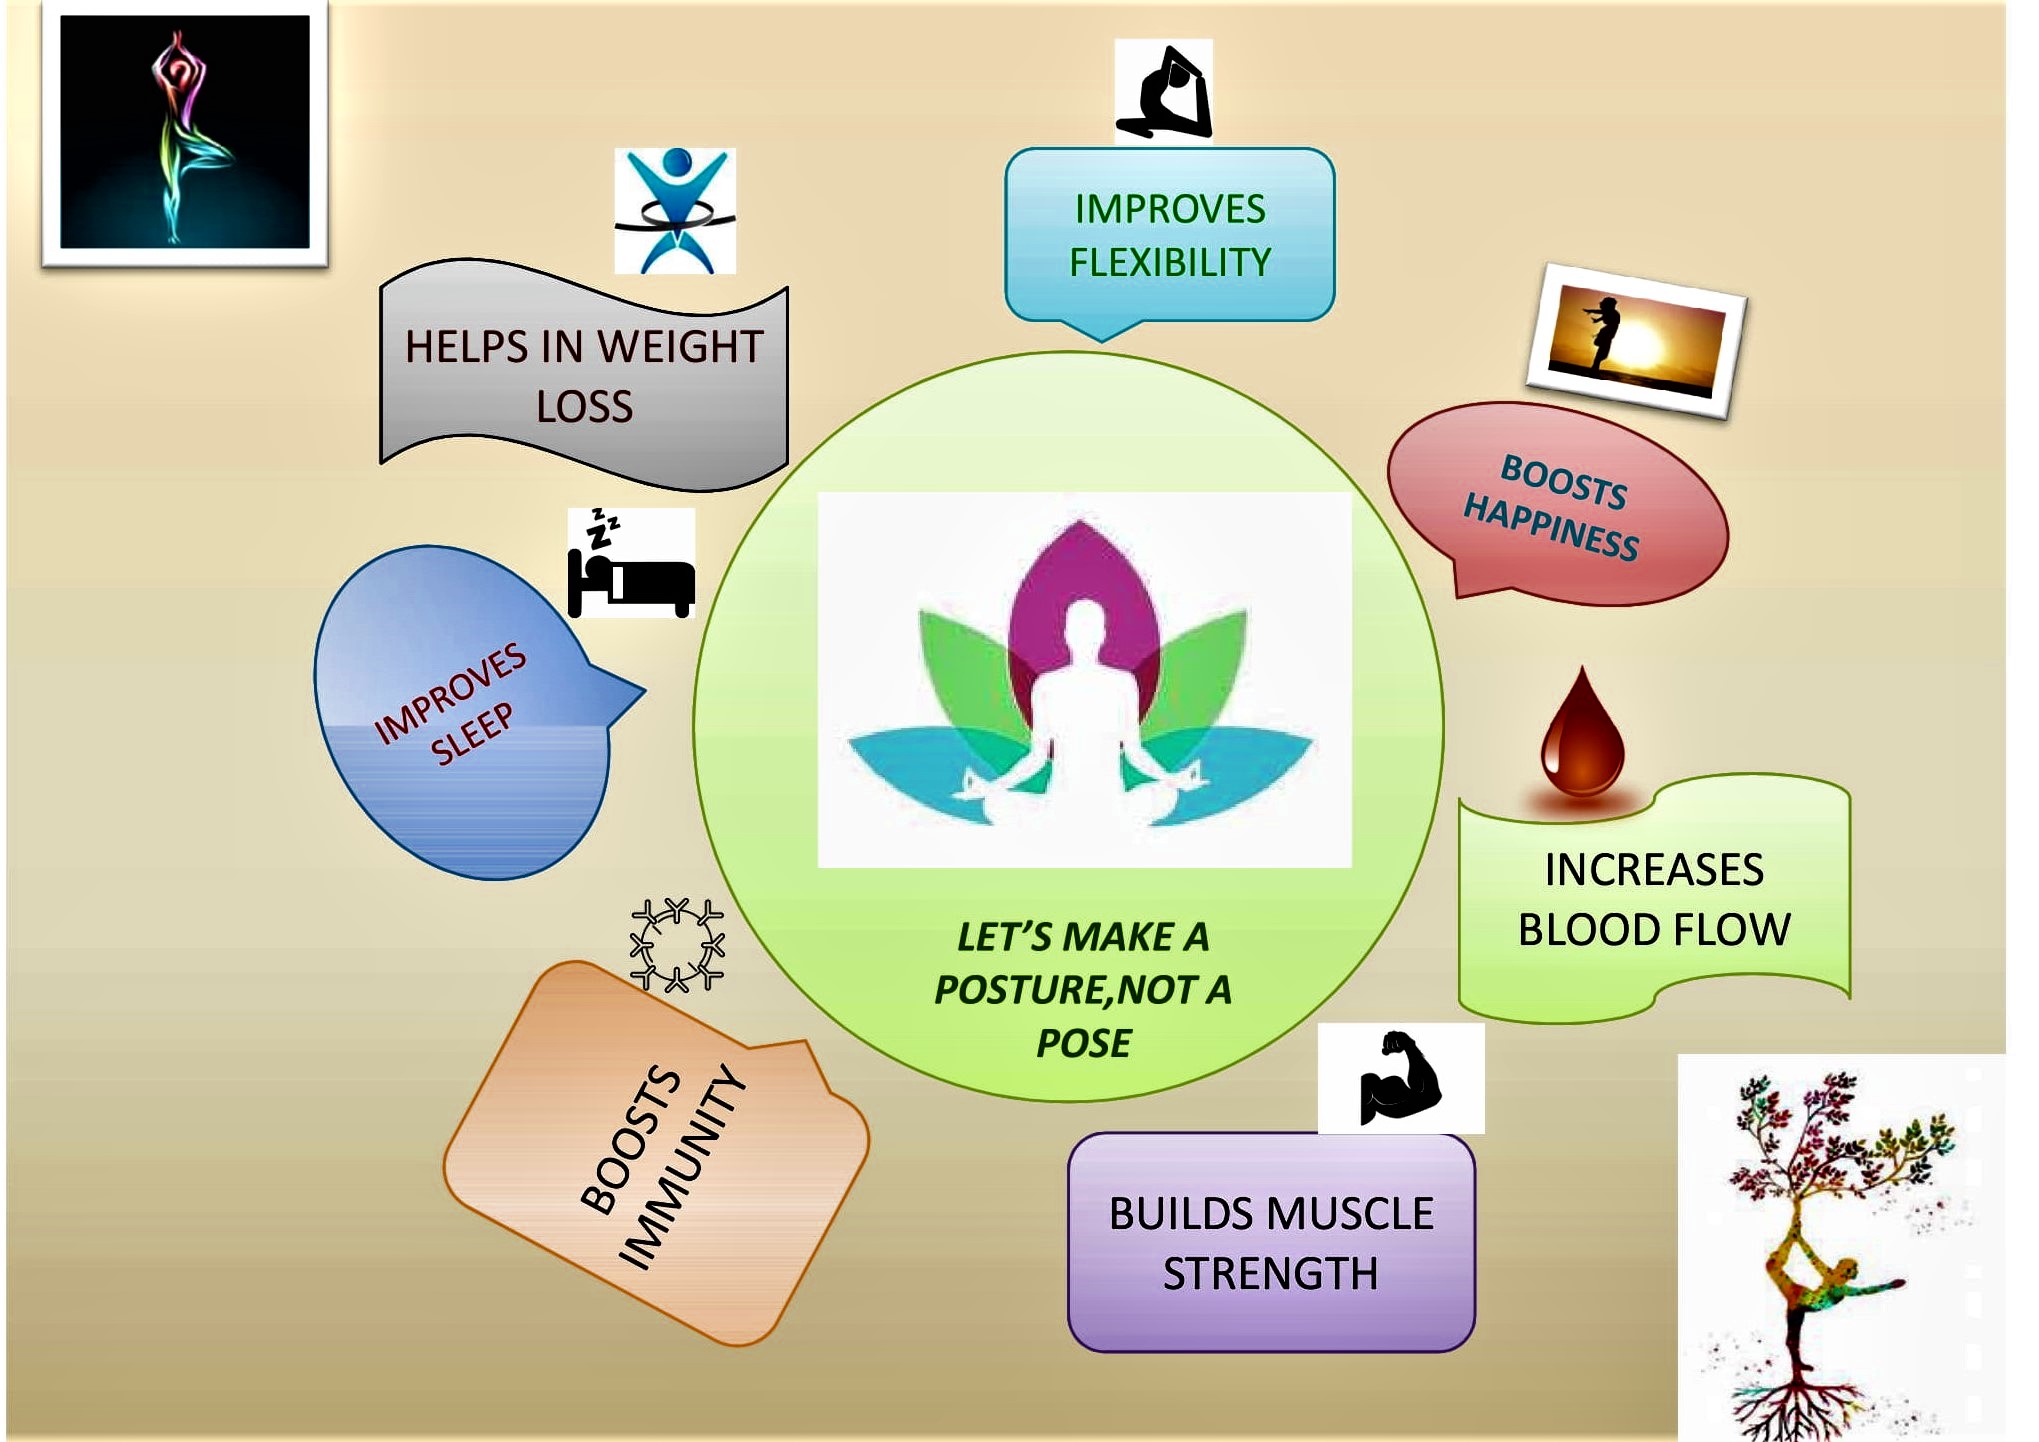 IMPROVES
FLEXIBILITY
HELPS IN WEIGHT
LOSS
BOOSTS
HAPPINESS
IMPROVES
SLEEP
z
z
z
INCREASES
BLOOD FLOW
LET'S MAKE A
POSTURE,NOT A
POSE
BOOSTS
IMMUNITY
BUILDS MUSCLE
STRENGTH